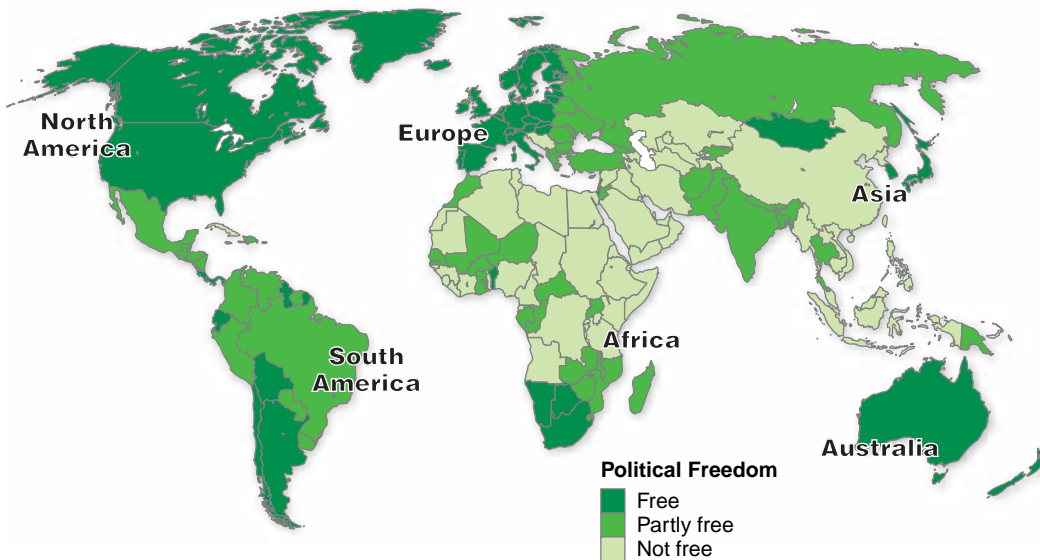 North
America
Europe
Asia
Africa
South
America
Australia
Political Freedom
Free
Partly free
Not free